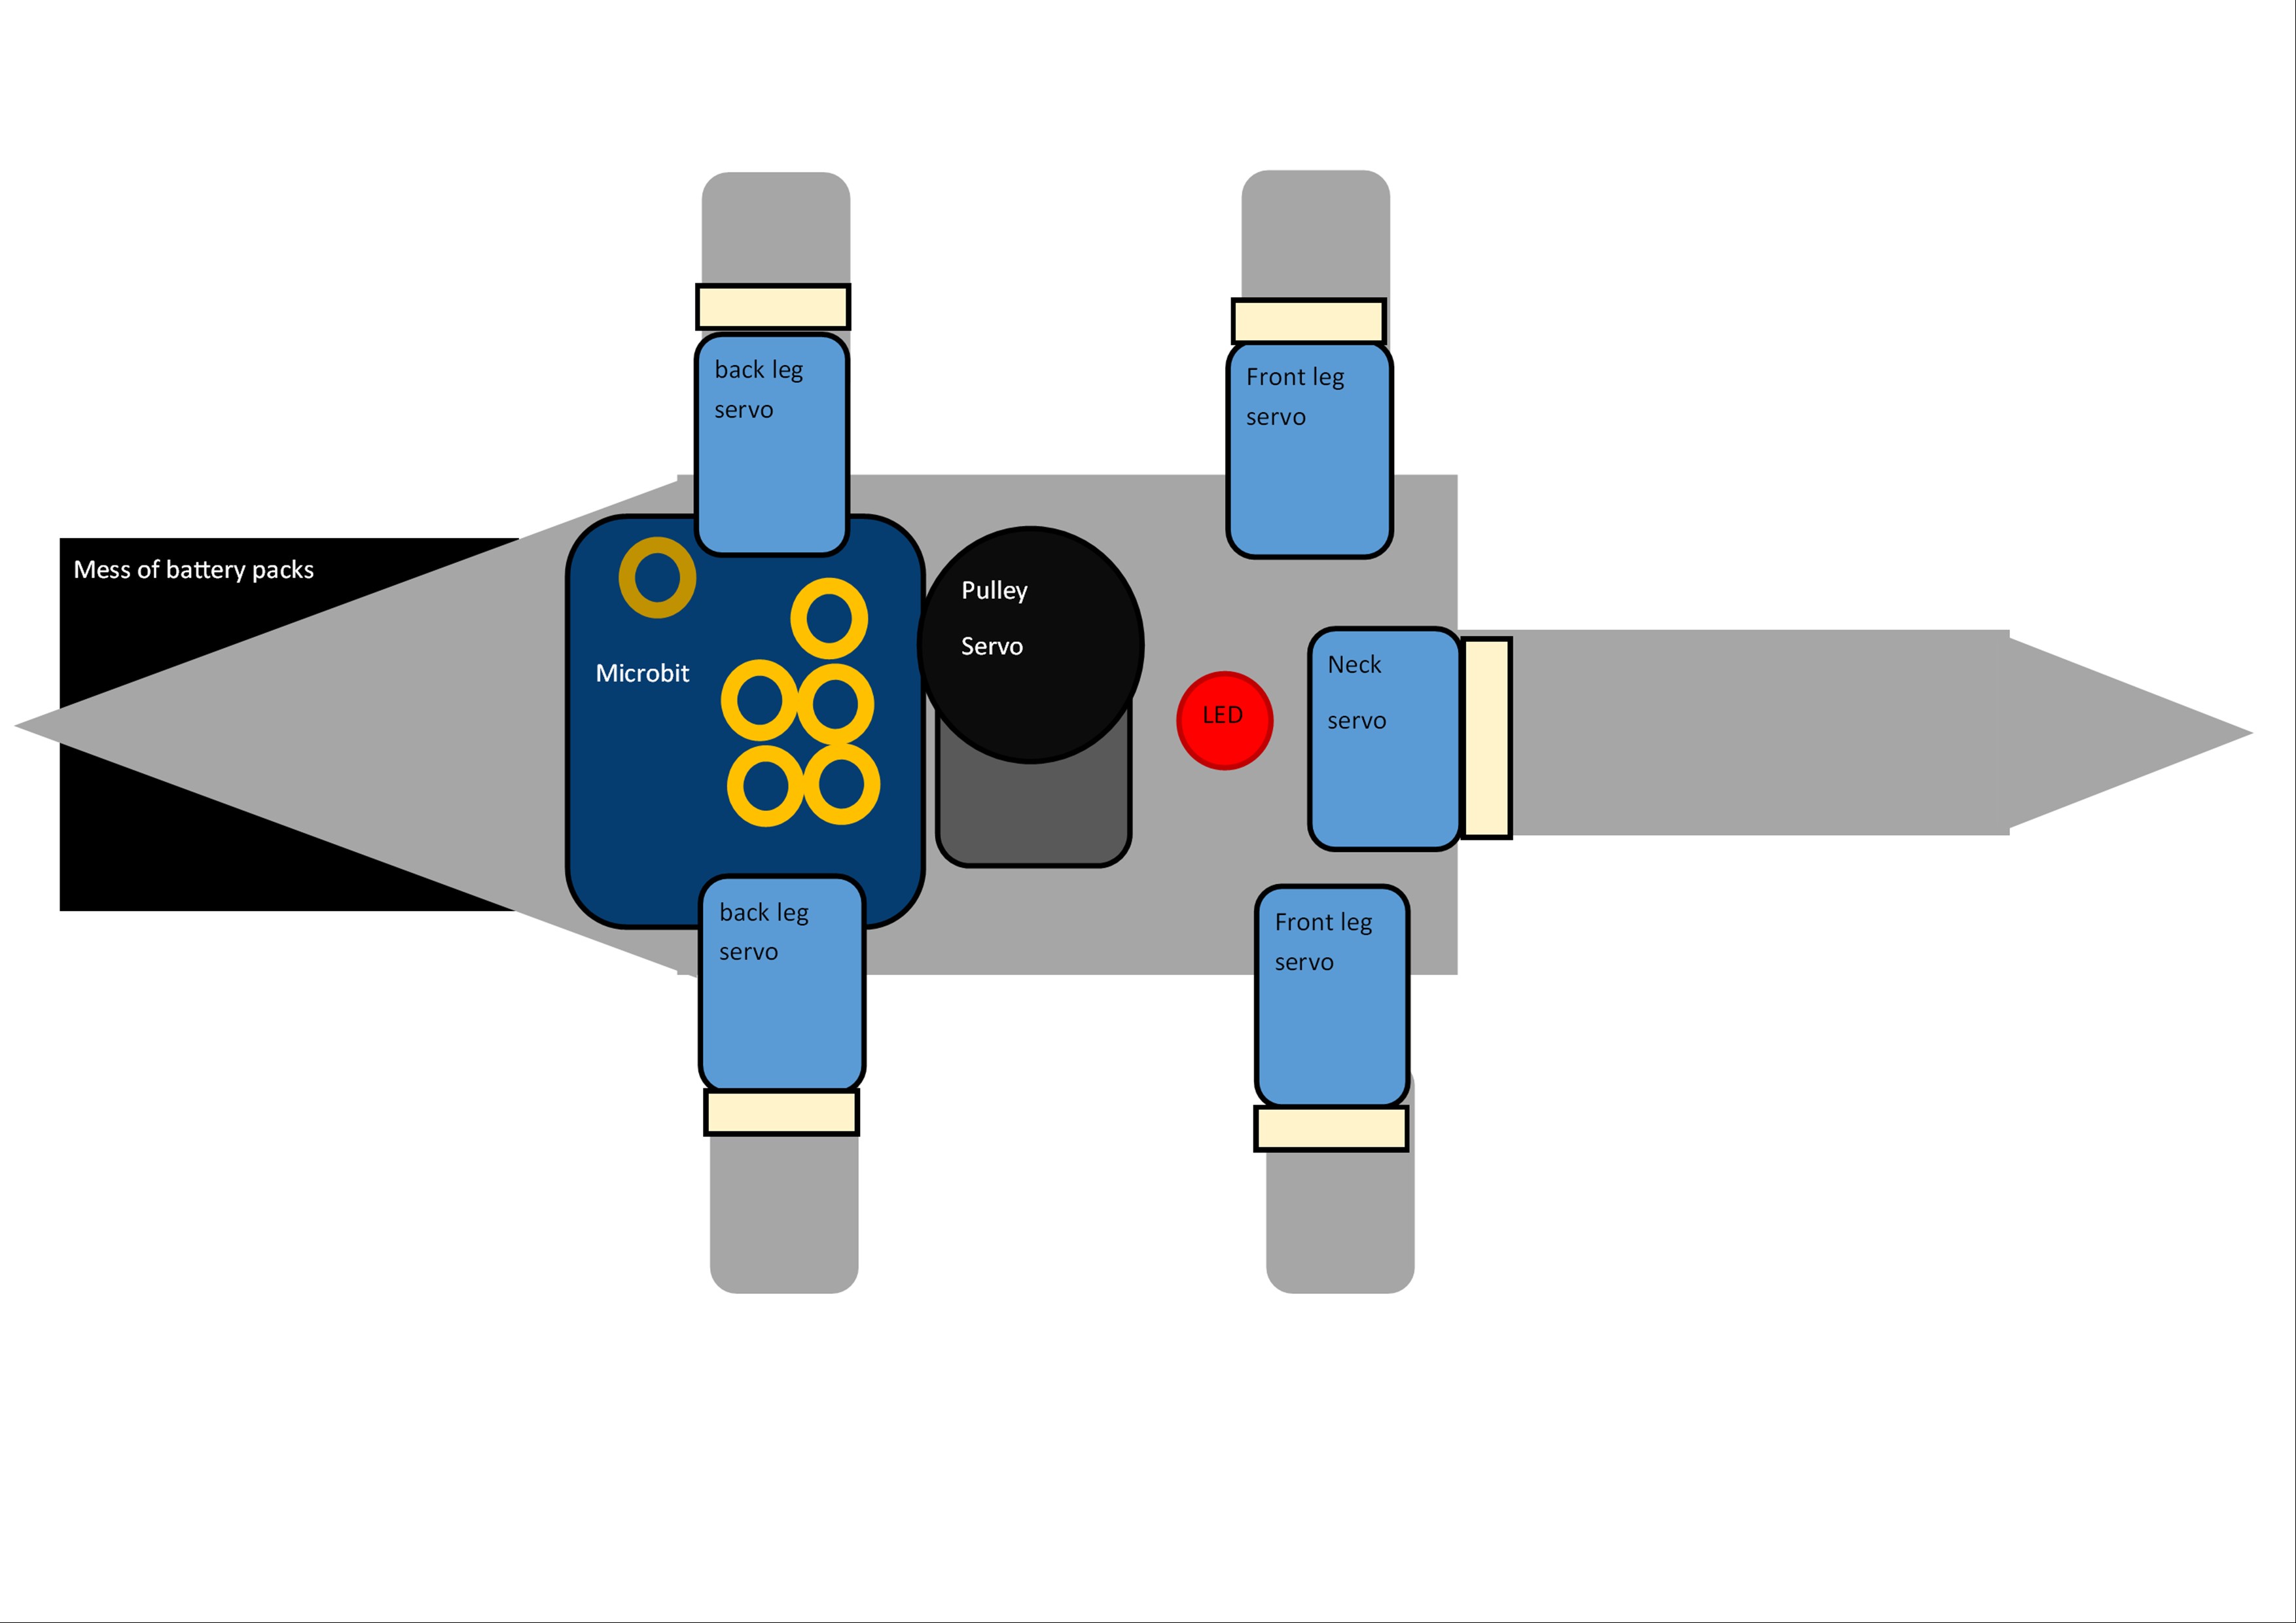 back leg
servo
Front leg
servo
Mess of battery packs
Pulley
Servo
Microbit
Neck
servo
LED
back leg
servo
Front leg
servo